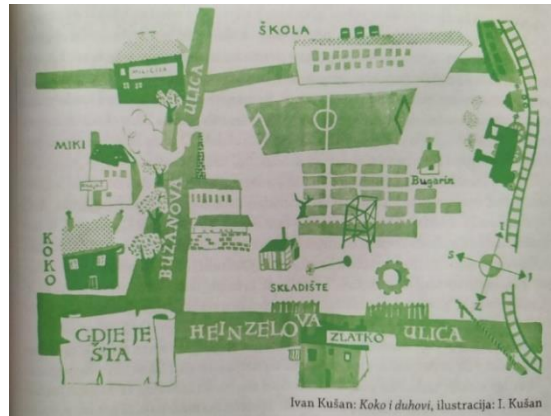 ŠKOLA
MILICIJA
ULICA
MIKI
Bugarin
BUŽANOVA
KOKO
S
J
Z
SKLADIŠTE
GDJE JE
ŠTA
HEINZELOVA
ZLATKO
ULICA
Ivan Kušan: Koko i duhovi, ilustracija: I. Kušan